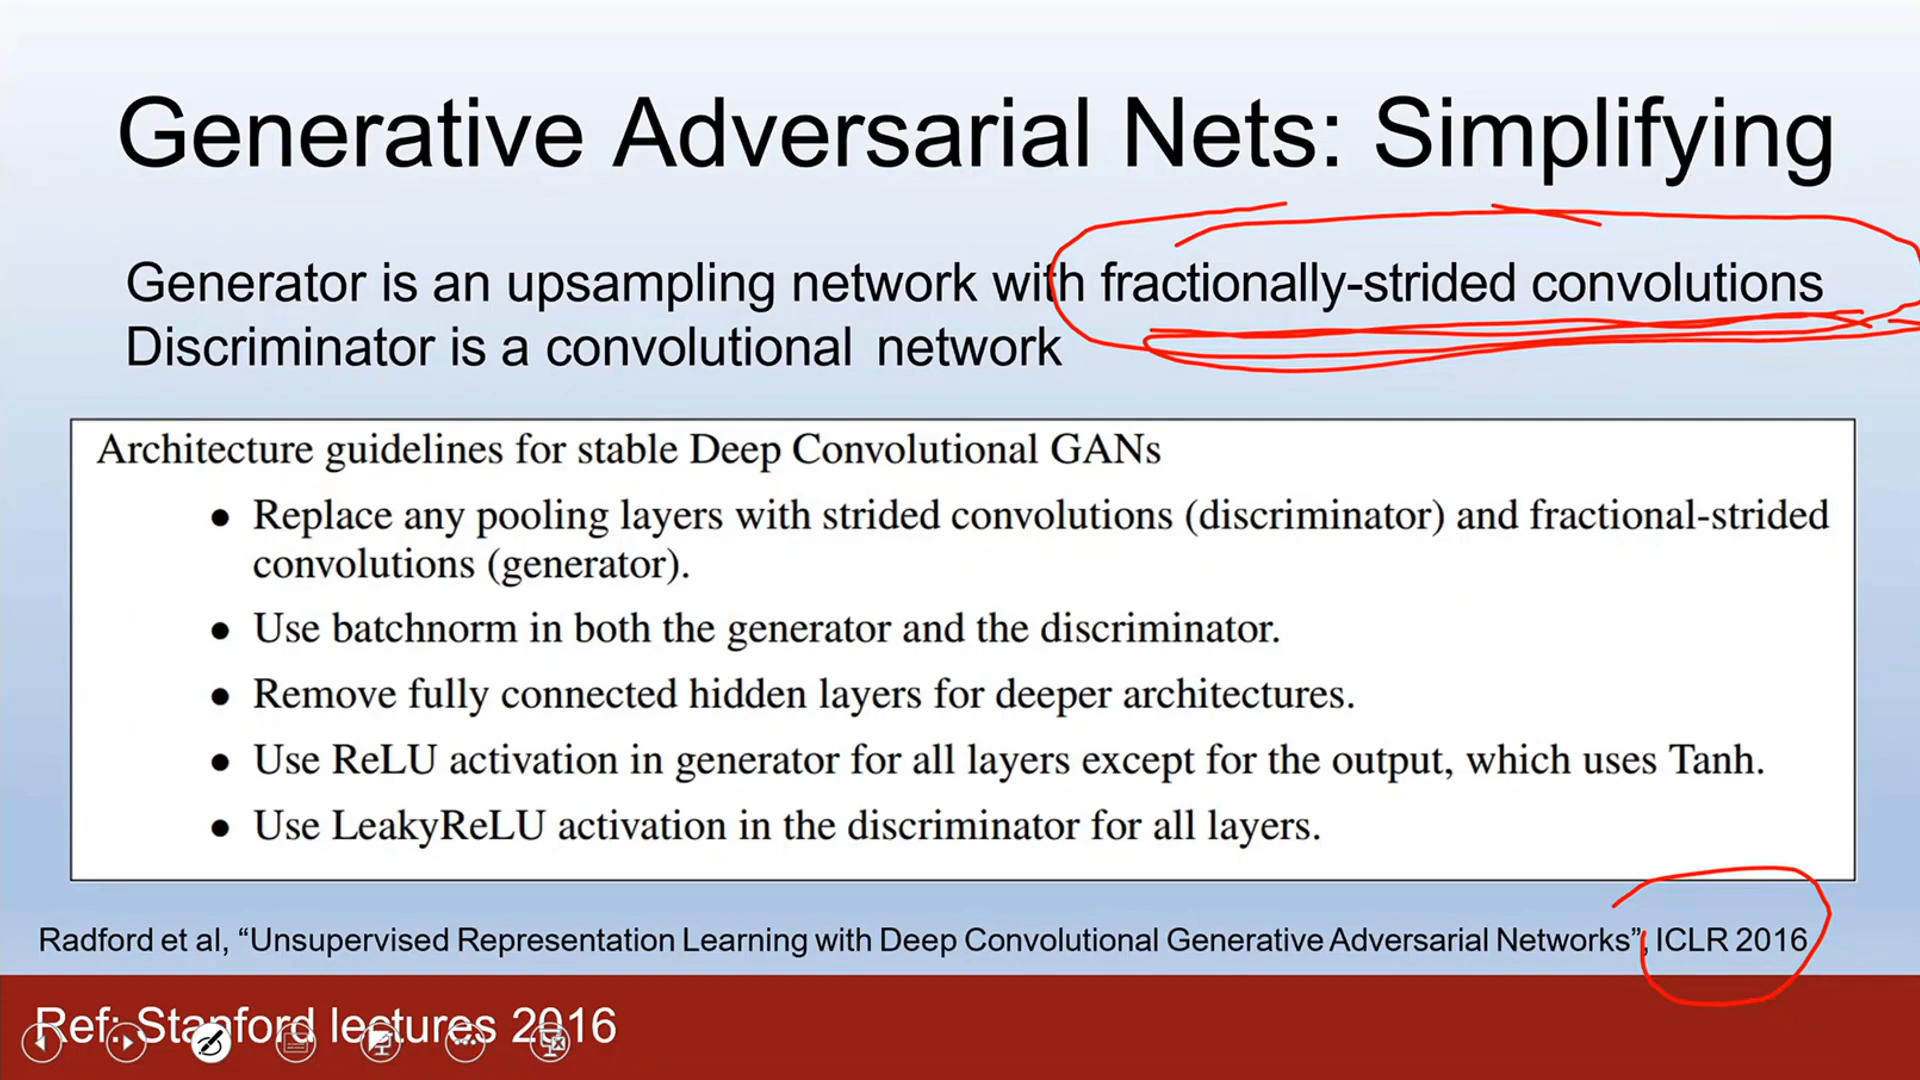 Generative Adversarial Nets: Simplifying
Generator is an upsampling network with fractionally-strided convolutions
Discriminator is a convolutional network
Architecture guidelines for stable Deep Convolutional GANs
● Replace any pooling layers with strided convolutions (discriminator) and fractional-strided
convolutions (generator).
● Use batchnorm in both the generator and the discriminator.
● Remove fully connected hidden layers for deeper architectures.
● Use ReLU activation in generator for all layers except for the output, which uses Tanh.
● Use LeakyReLU activation in the discriminator for all layers.
Radford et al, “Unsupervised Representation Learning with Deep Convolutional Generative Adversarial Networks”, ICLR 2016
Ref: Stanford lectures 2016